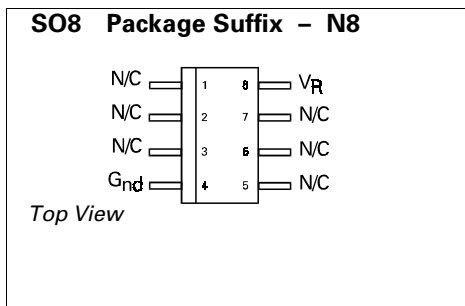 SO8 Package Suffix – N8
N/C 1 8 VR
N/C 2 7 N/C
N/C 3 6 N/C
Gnd 4 5 N/C
Top View